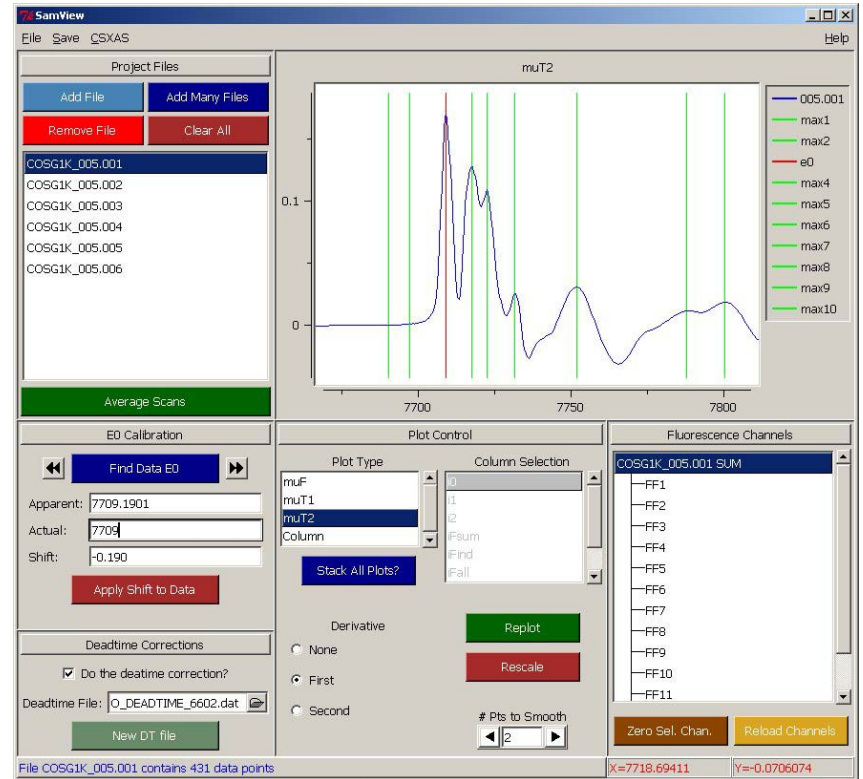 SamView
File Save CSXAS Help
Project Files
Add File Add Many Files
Remove File Clear All
COSG1K_005.001
COSG1K_005.002
COSG1K_005.003
COSG1K_005.004
COSG1K_005.005
COSG1K_005.006
Average Scans
muT2
0.1
0
7700 7750 7800
005.001
max1
max2
e0
max4
max5
max6
max7
max8
max9
max10
E0 Calibration
Find Data E0
Apparent: 7709.1901
Actual: 7709
Shift: -0.190
Apply Shift to Data
Deadtime Corrections
Do the deatime correction?
Deadtime File: O_DEADTIME_6602.dat
New DT file
Plot Control
Plot Type
muF
muT1
muT2
Column
Stack All Plots?
Column Selection
i0
i1
i2
iFsum
iFind
iFall
Derivative
None
First
Second
Replot
Rescale
# Pts to Smooth
2
Fluorescence Channels
COSG1K_005.001 SUM
FF1
FF2
FF3
FF4
FF5
FF6
FF7
FF8
FF9
FF10
FF11
Zero Sel. Chan. Reload Channels
File COSG1K_005.001 contains 431 data points
X=7718.69411 Y=-0.0706074